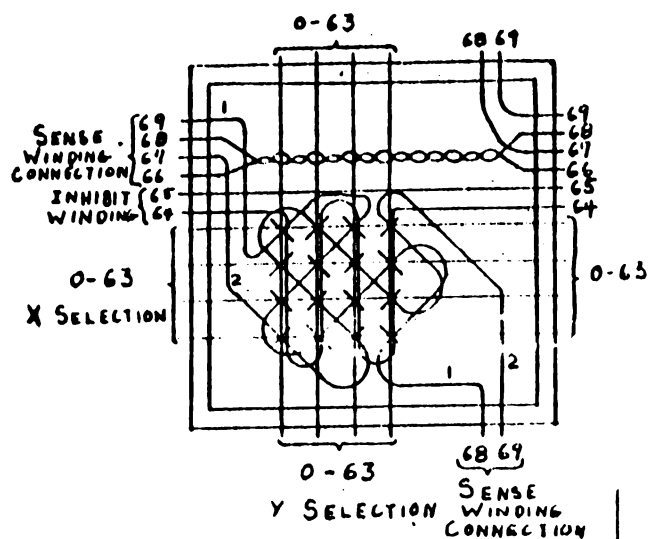 0-63
68 69
1
SENSE
WINDING
CONNECTION
69
68
67
66
INHIBIT
WINDING
65
64
69
68
67
66
65
64
0-63
X SELECTION
2
0-63
1
2
0-63
Y SELECTION
68 69
SENSE
WINDING
CONNECTION